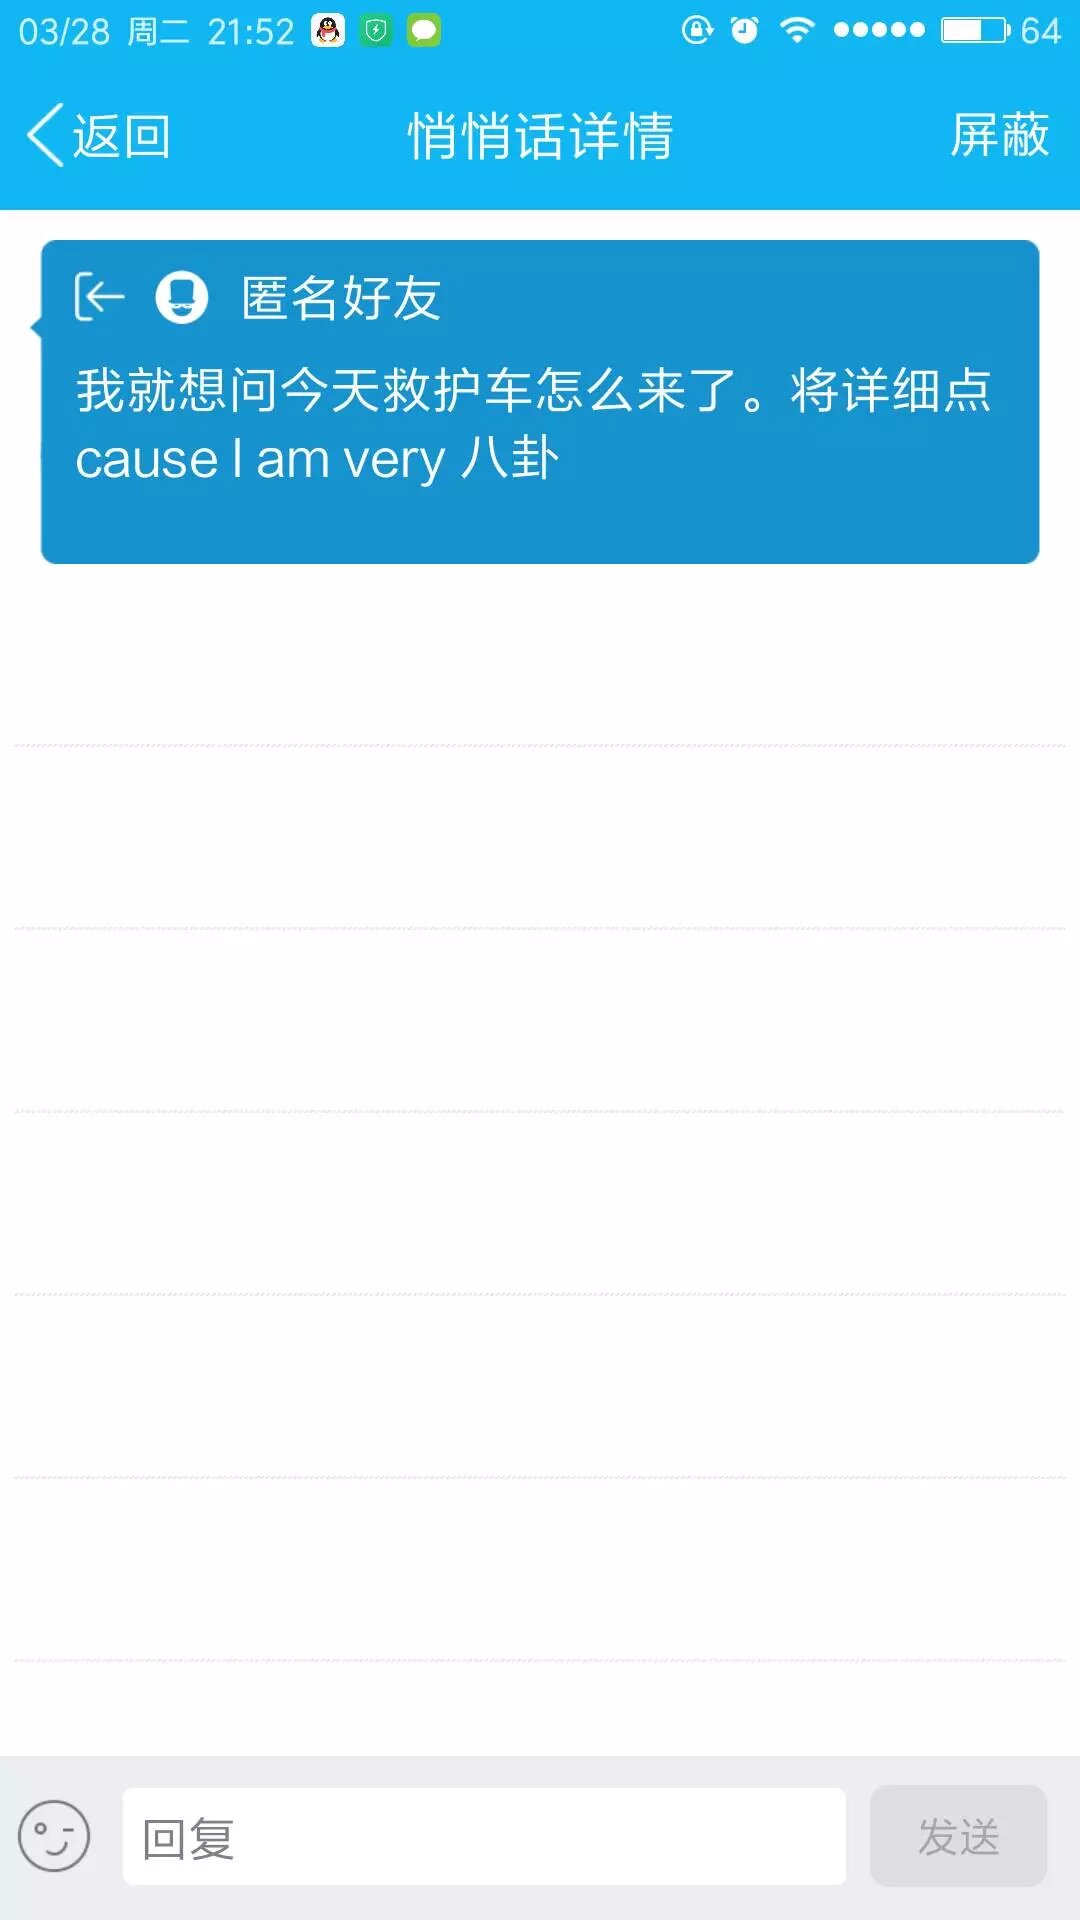 03/28 周二 21:52 64
返回 悄悄话详情 屏蔽
匿名好友
我就想问今天救护车怎么来了。将详细点
cause I am very 八卦
回复 发送